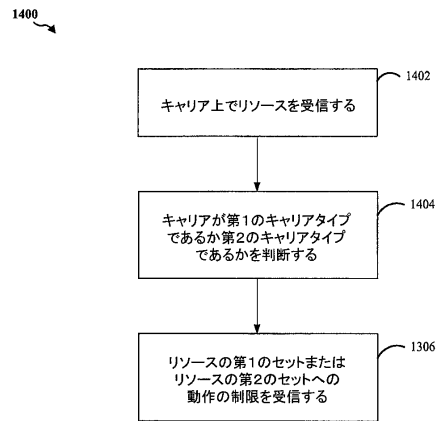 1400
キャリア上でリソースを受信する
1402
キャリアが第1のキャリアタイプ
であるか第2のキャリアタイプ
であるかを判断する
1404
リソースの第1のセットまたは
リソースの第2のセットへの
動作の制限を受信する
1306